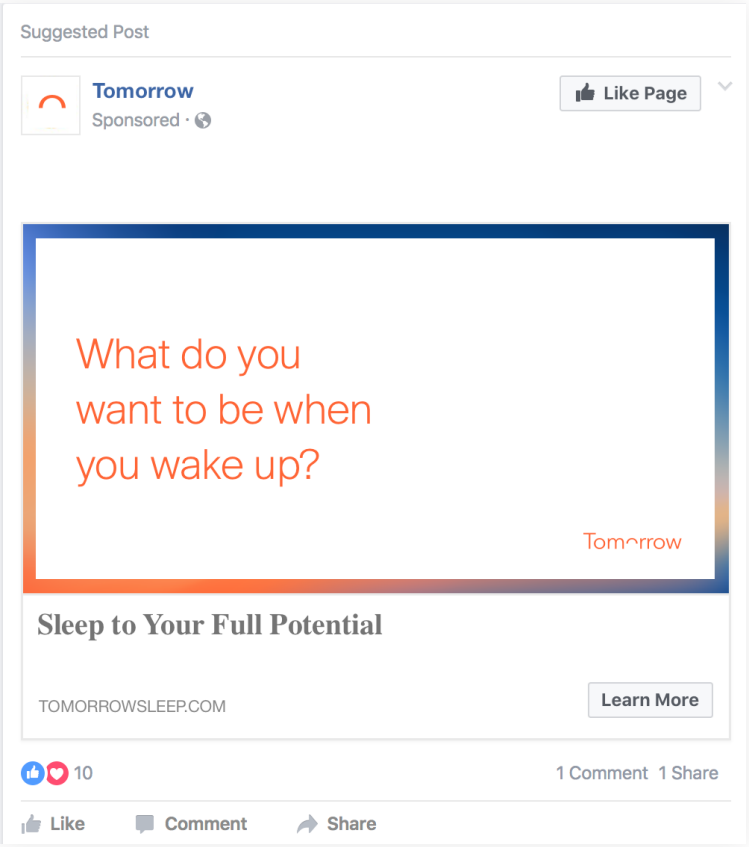 Suggested Post
Tomorrow
Sponsored ·
Like Page
What do you
want to be when
you wake up?
Tomorrow
Sleep to Your Full Potential
TOMORROWSLEEP.COM
Learn More
10
1 Comment 1 Share
Like
Comment
Share